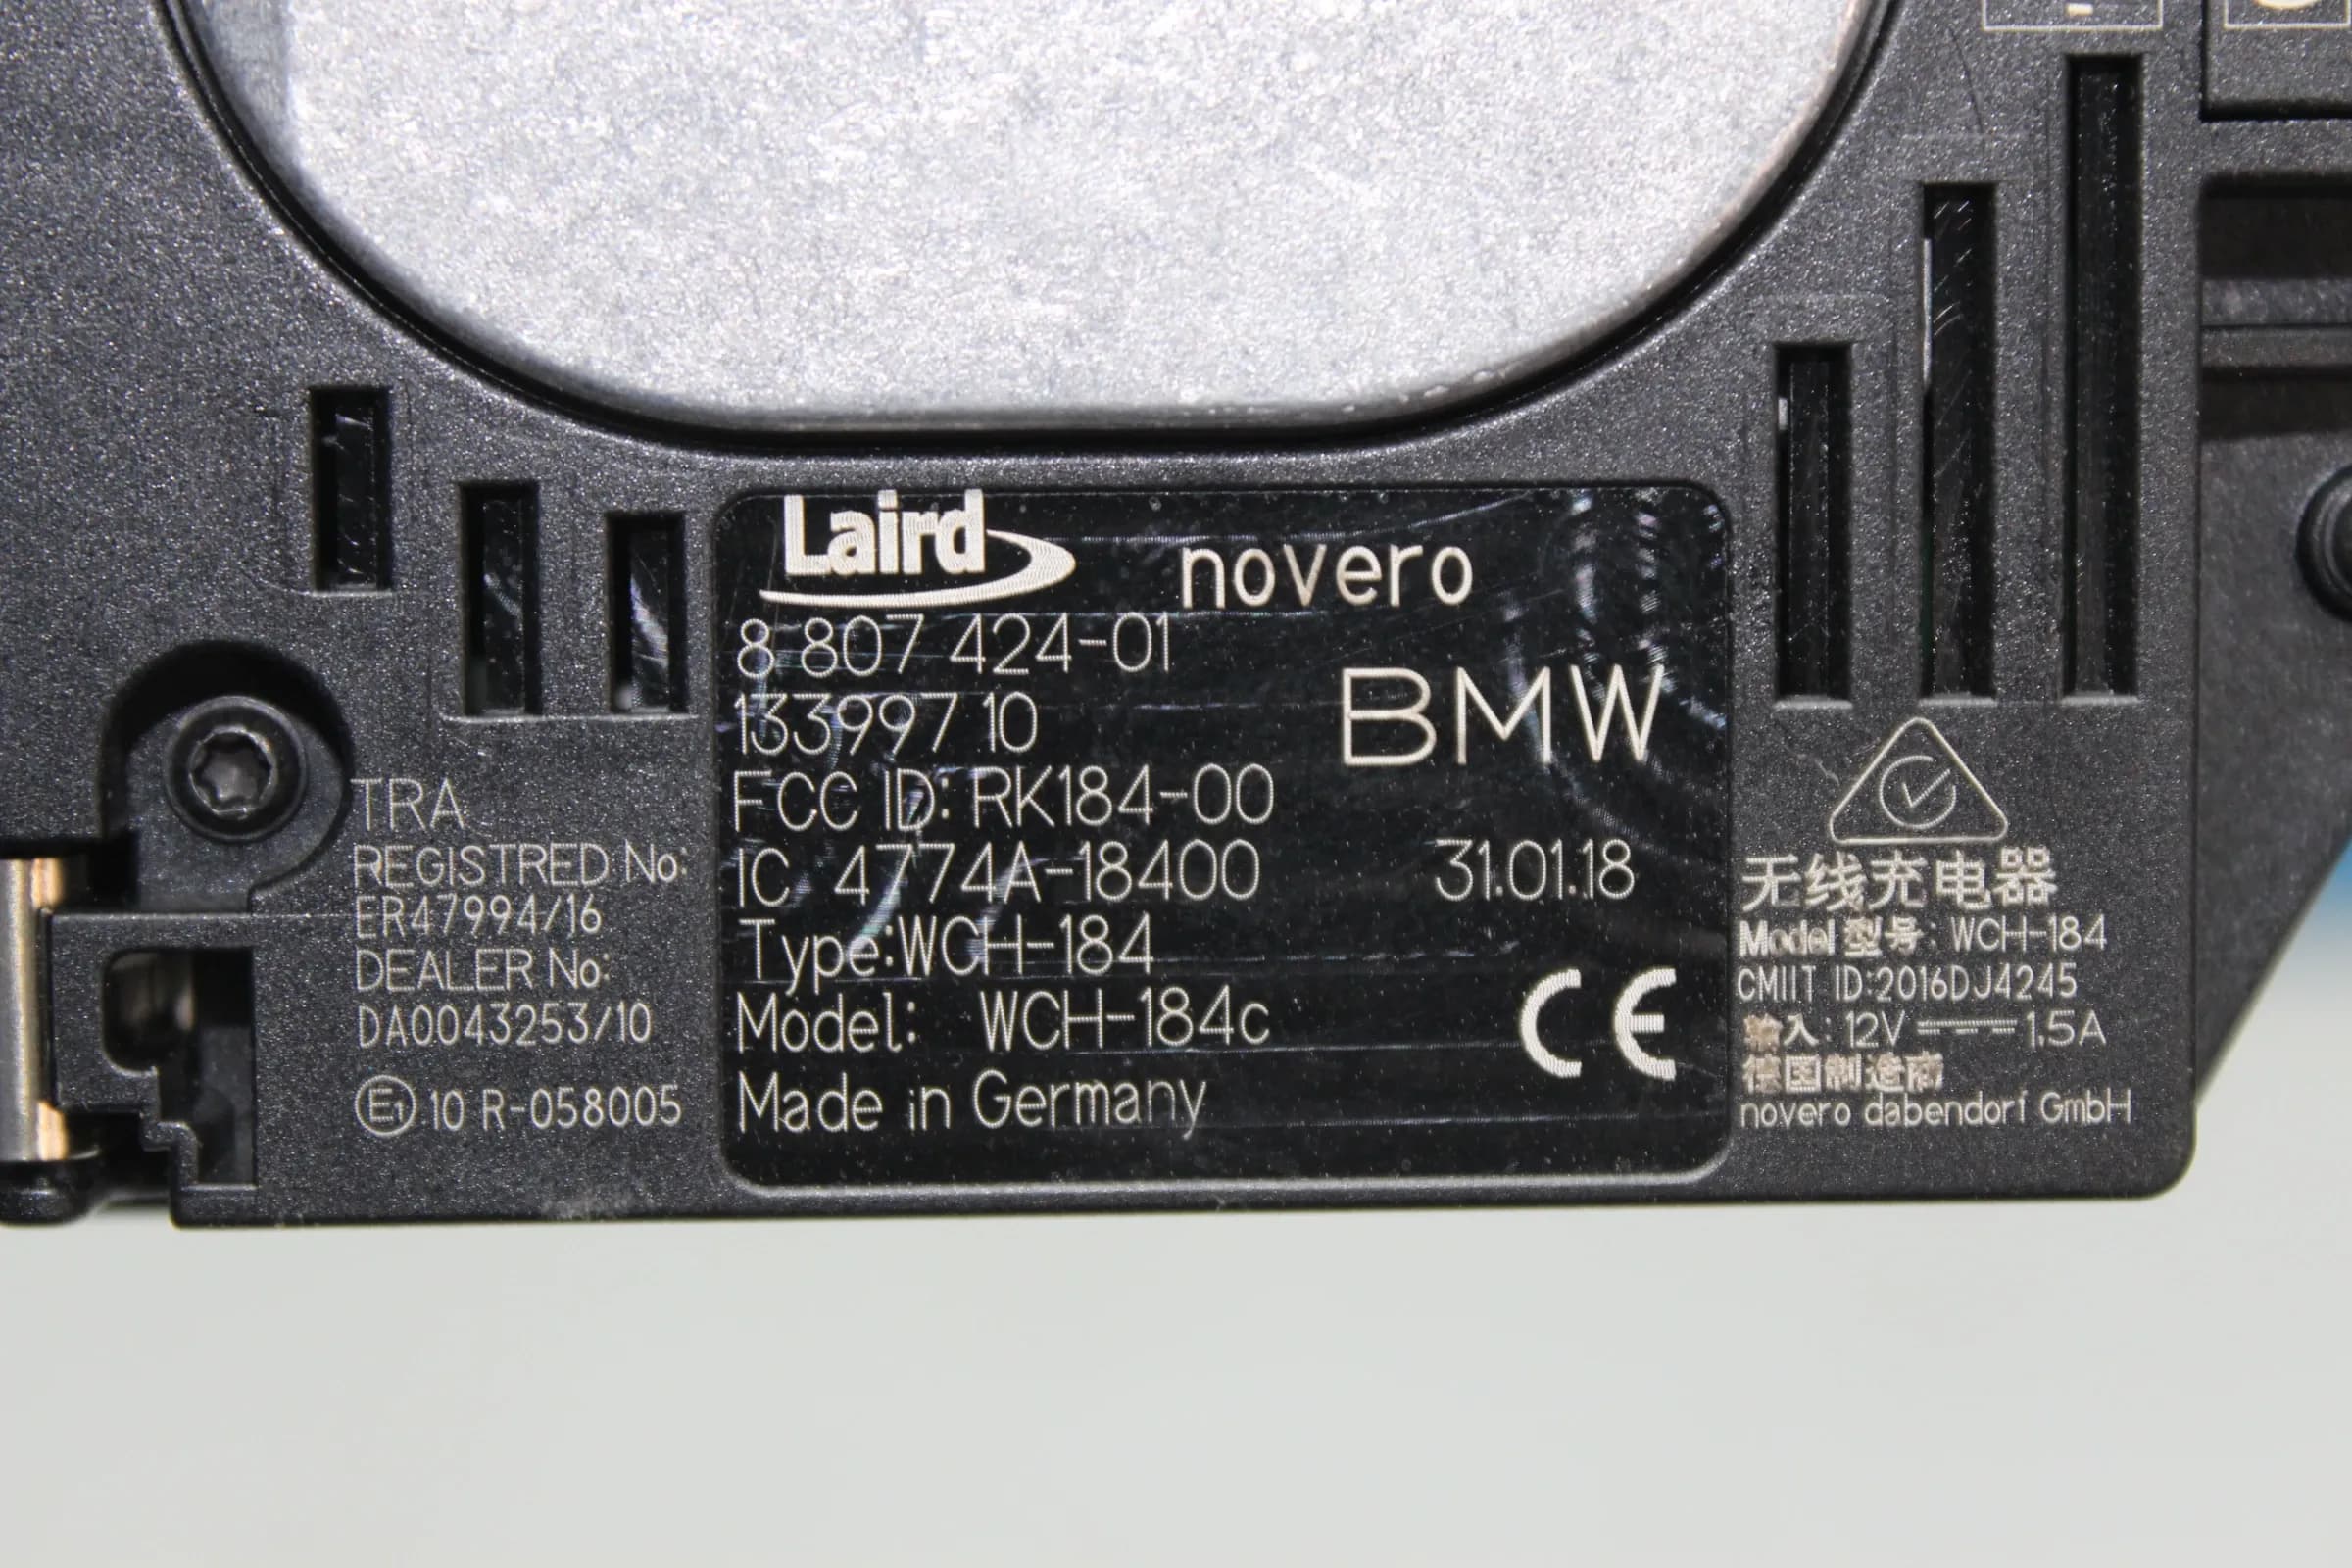 TRA
REGISTRED No:
ER47994/16
DEALER No:
DA0043253/10
E1 10 R-058005
Laird novero
8 807 424-01
13399710
BMW
FCC ID: RK184-00
IC 4774A-18400
31.01.18
Type:WCH-184
Model: WCH-184c
CE
Made in Germany
无线充电器
Model 型号: WCH-184
CMIIT ID:2016DJ4245
输入: 12V 1.5A
德国制造商
novero dabendorf GmbH